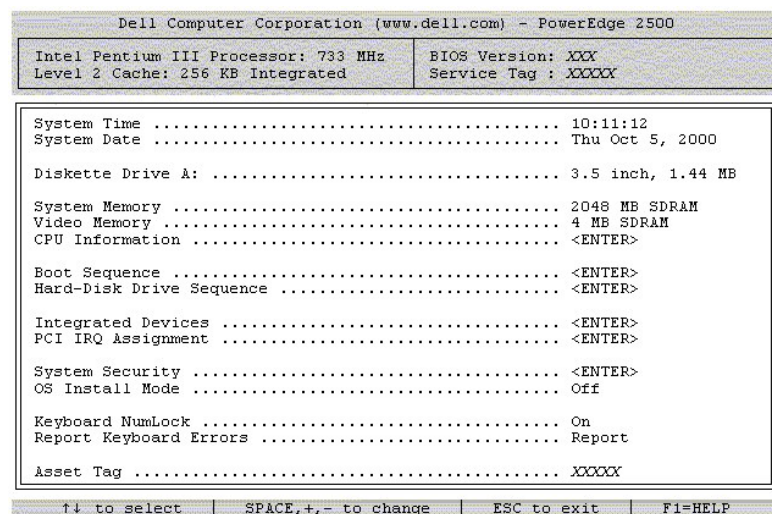 Dell Computer Corporation (www.dell.com) - PowerEdge 2500
Intel Pentium III Processor: 733 MHz
Level 2 Cache: 256 KB Integrated
BIOS Version: XXX
Service Tag : XXXXX
System Time .......................................... 10:11:12
System Date .......................................... Thu Oct 5, 2000
Diskette Drive A: .................................... 3.5 inch, 1.44 MB
System Memory ........................................ 2048 MB SDRAM
Video Memory ......................................... 4 MB SDRAM
CPU Information ...................................... <ENTER>
Boot Sequence ........................................ <ENTER>
Hard-Disk Drive Sequence ............................. <ENTER>
Integrated Devices ................................... <ENTER>
PCI IRQ Assignment ................................... <ENTER>
System Security ...................................... <ENTER>
OS Install Mode ...................................... Off
Keyboard NumLock ..................................... On
Report Keyboard Errors ............................... Report
Asset Tag ............................................ XXXXX
↑↓ to select | SPACE,+,- to change | ESC to exit | F1=HELP